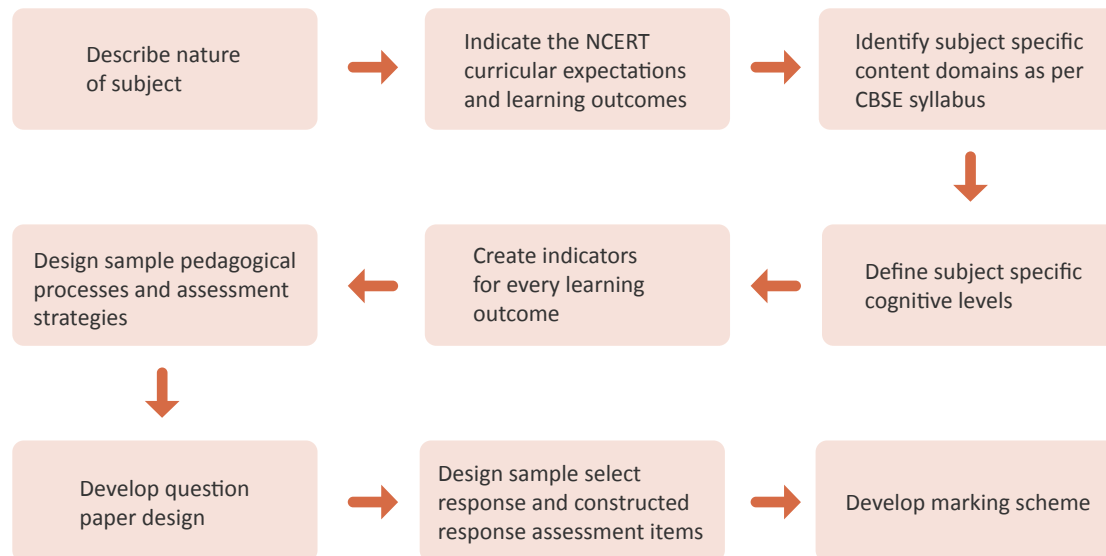 Describe nature
of subject
Indicate the NCERT
curricular expectations
and learning outcomes
Identify subject specific
content domains as per
CBSE syllabus
Define subject specific
cognitive levels
Create indicators
for every learning
outcome
Design sample pedagogical
processes and assessment
strategies
Develop question
paper design
Design sample select
response and constructed
response assessment items
Develop marking scheme